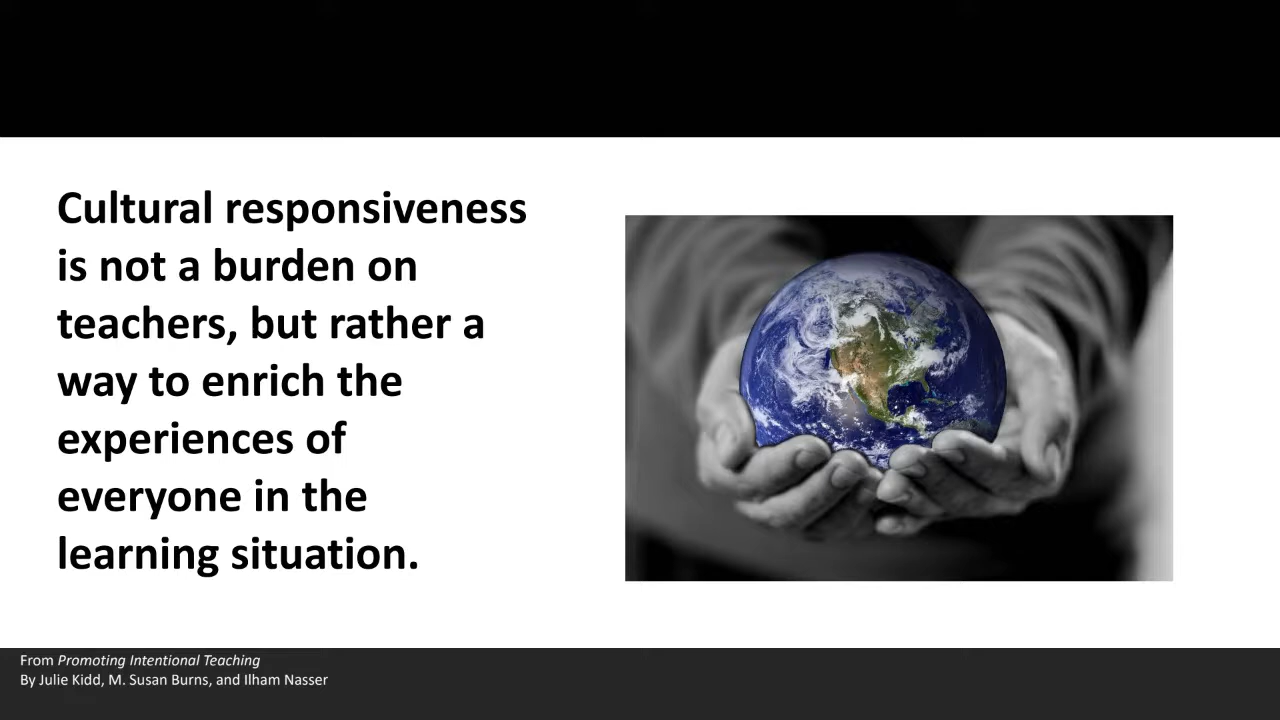 Cultural responsiveness
is not a burden on
teachers, but rather a
way to enrich the
experiences of
everyone in the
learning situation.
From Promoting Intentional Teaching
By Julie Kidd, M. Susan Burns, and Ilham Nasser